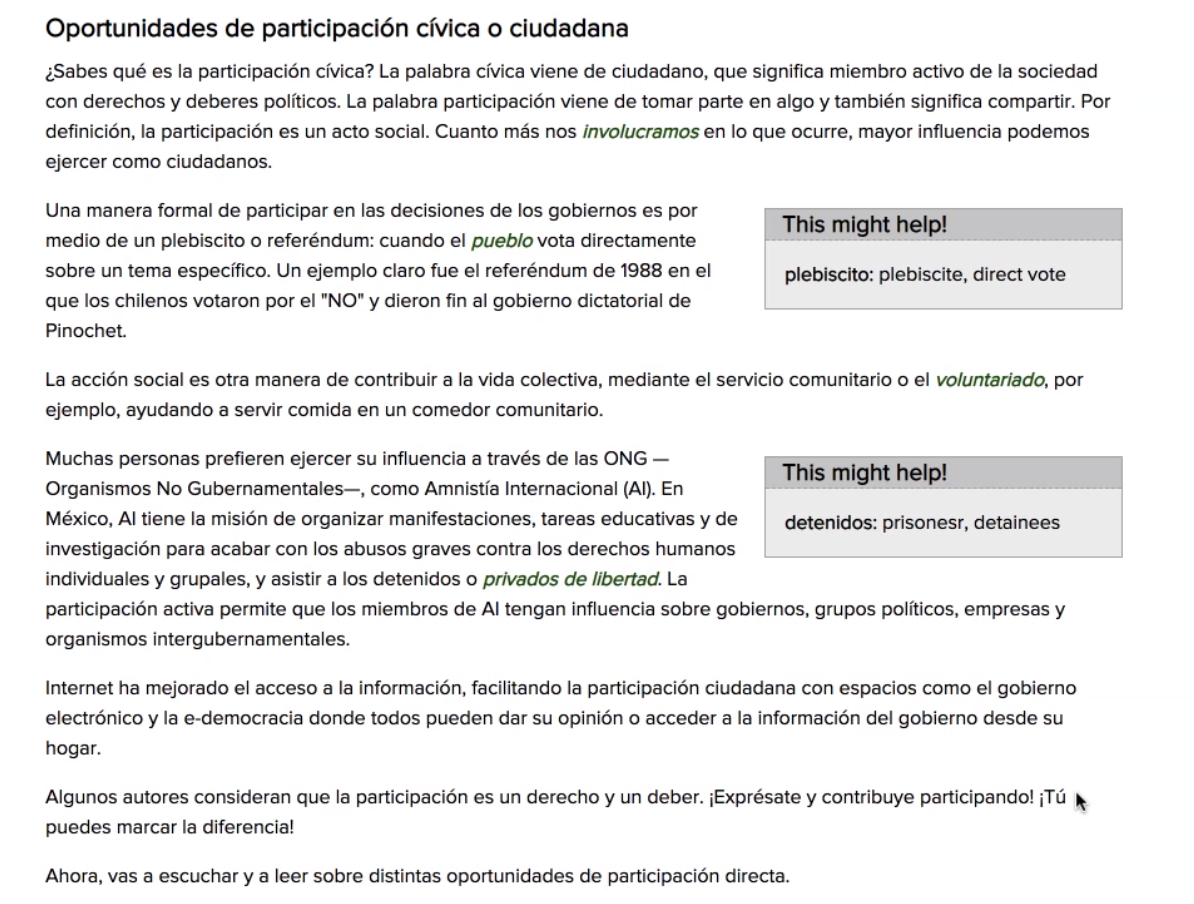 Oportunidades de participación cívica o ciudadana
¿Sabes qué es la participación cívica? La palabra cívica viene de ciudadano, que significa miembro activo de la sociedad
con derechos y deberes políticos. La palabra participación viene de tomar parte en algo y también significa compartir. Por
definición, la participación es un acto social. Cuanto más nos involucramos en lo que ocurre, mayor influencia podemos
ejercer como ciudadanos.
Una manera formal de participar en las decisiones de los gobiernos es por
medio de un plebiscito o referéndum: cuando el pueblo vota directamente
sobre un tema específico. Un ejemplo claro fue el referéndum de 1988 en el
que los chilenos votaron por el "NO" y dieron fin al gobierno dictatorial de
Pinochet.
This might help!
plebiscito: plebiscite, direct vote
La acción social es otra manera de contribuir a la vida colectiva, mediante el servicio comunitario o el voluntariado, por
ejemplo, ayudando a servir comida en un comedor comunitario.
Muchas personas prefieren ejercer su influencia a través de las ONG —
Organismos No Gubernamentales—, como Amnistía Internacional (AI). En
México, AI tiene la misión de organizar manifestaciones, tareas educativas y de
investigación para acabar con los abusos graves contra los derechos humanos
individuales y grupales, y asistir a los detenidos o privados de libertad. La
participación activa permite que los miembros de AI tengan influencia sobre gobiernos, grupos políticos, empresas y
organismos intergubernamentales.
This might help!
detenidos: prisonesr, detainees
Internet ha mejorado el acceso a la información, facilitando la participación ciudadana con espacios como el gobierno
electrónico y la e-democracia donde todos pueden dar su opinión o acceder a la información del gobierno desde su
hogar.
Algunos autores consideran que la participación es un derecho y un deber. ¡Exprésate y contribuye participando! ¡Tú
puedes marcar la diferencia!
Ahora, vas a escuchar y a leer sobre distintas oportunidades de participación directa.